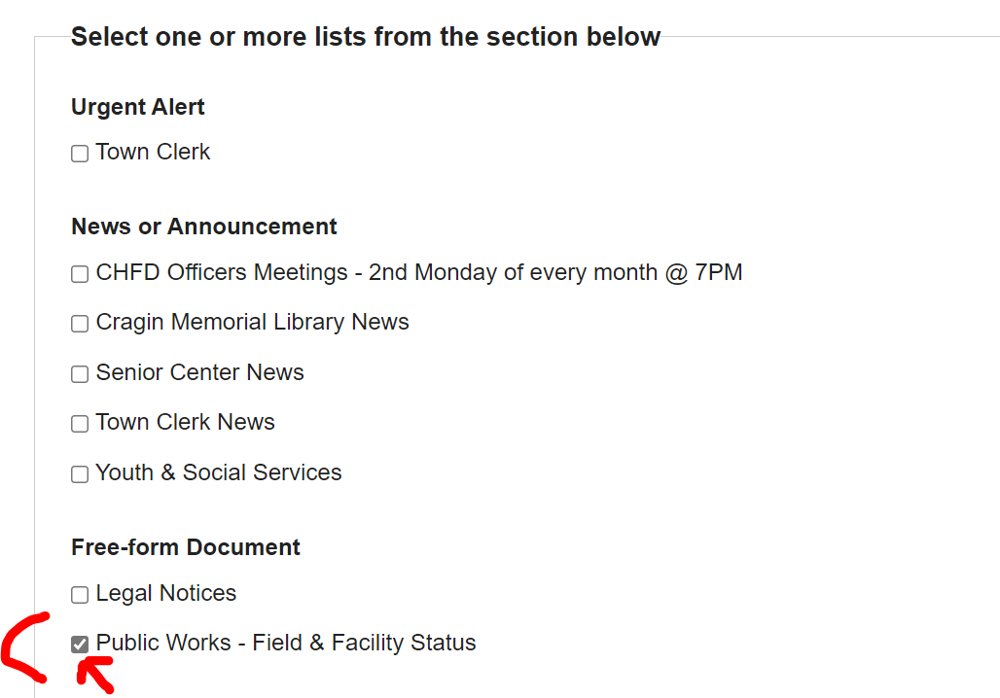 Select one or more lists from the section below
Urgent Alert
Town Clerk
News or Announcement
CHFD Officers Meetings - 2nd Monday of every month @ 7PM
Cragin Memorial Library News
Senior Center News
Town Clerk News
Youth & Social Services
Free-form Document
Legal Notices
Public Works - Field & Facility Status